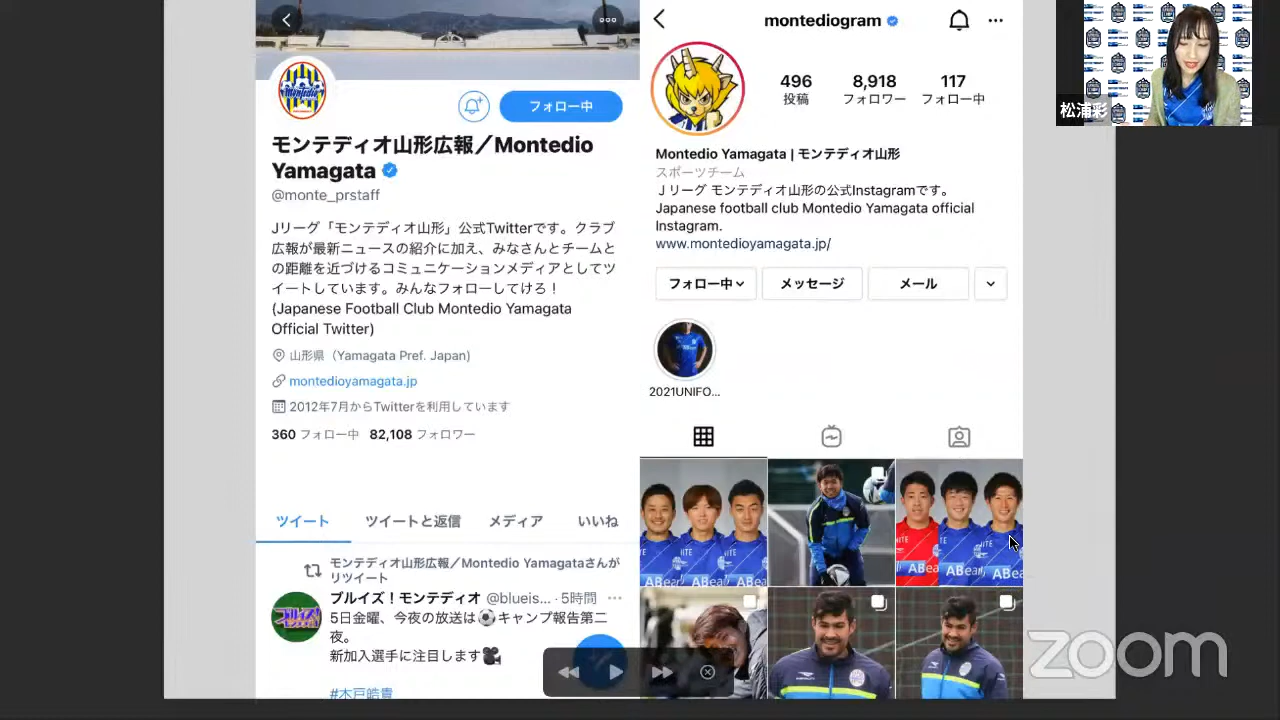 フォロー中
モンテディオ山形広報／Montedio
Yamagata
@monte_prstaff
Jリーグ「モンテディオ山形」公式Twitterです。クラブ
広報が最新ニュースの紹介に加え、みなさんとチームと
の距離を近づけるコミュニケーションメディアとしてツ
イートしています。みんなフォローしてけろ！
(Japanese Football Club Montedio Yamagata
Official Twitter)
山形県（Yamagata Pref. Japan)
montedioyamagata.jp
2012年7月からTwitterを利用しています
360 フォロー中 82,108 フォロワー
ツイート ツイートと返信 メディア いいね
モンテディオ山形広報／Montedio Yamagataさんが
リツイート
ブルイズ！モンテディオ @blueis... · 5時間
5日金曜、今夜の放送は⚽キャンプ報告第二
夜。
新加入選手に注目します🎥
#木戸皓貴
montediogram
496 8,918 117
投稿 フォロワー フォロー中
Montedio Yamagata | モンテディオ山形
スポーツチーム
Ｊリーグ モンテディオ山形の公式Instagramです。
Japanese football club Montedio Yamagata official
Instagram.
www.montedioyamagata.jp/
フォロー中 メッセージ メール
2021UNIFO...
ABeam
ABeam
ABeam
ABea
松浦彩
zoom